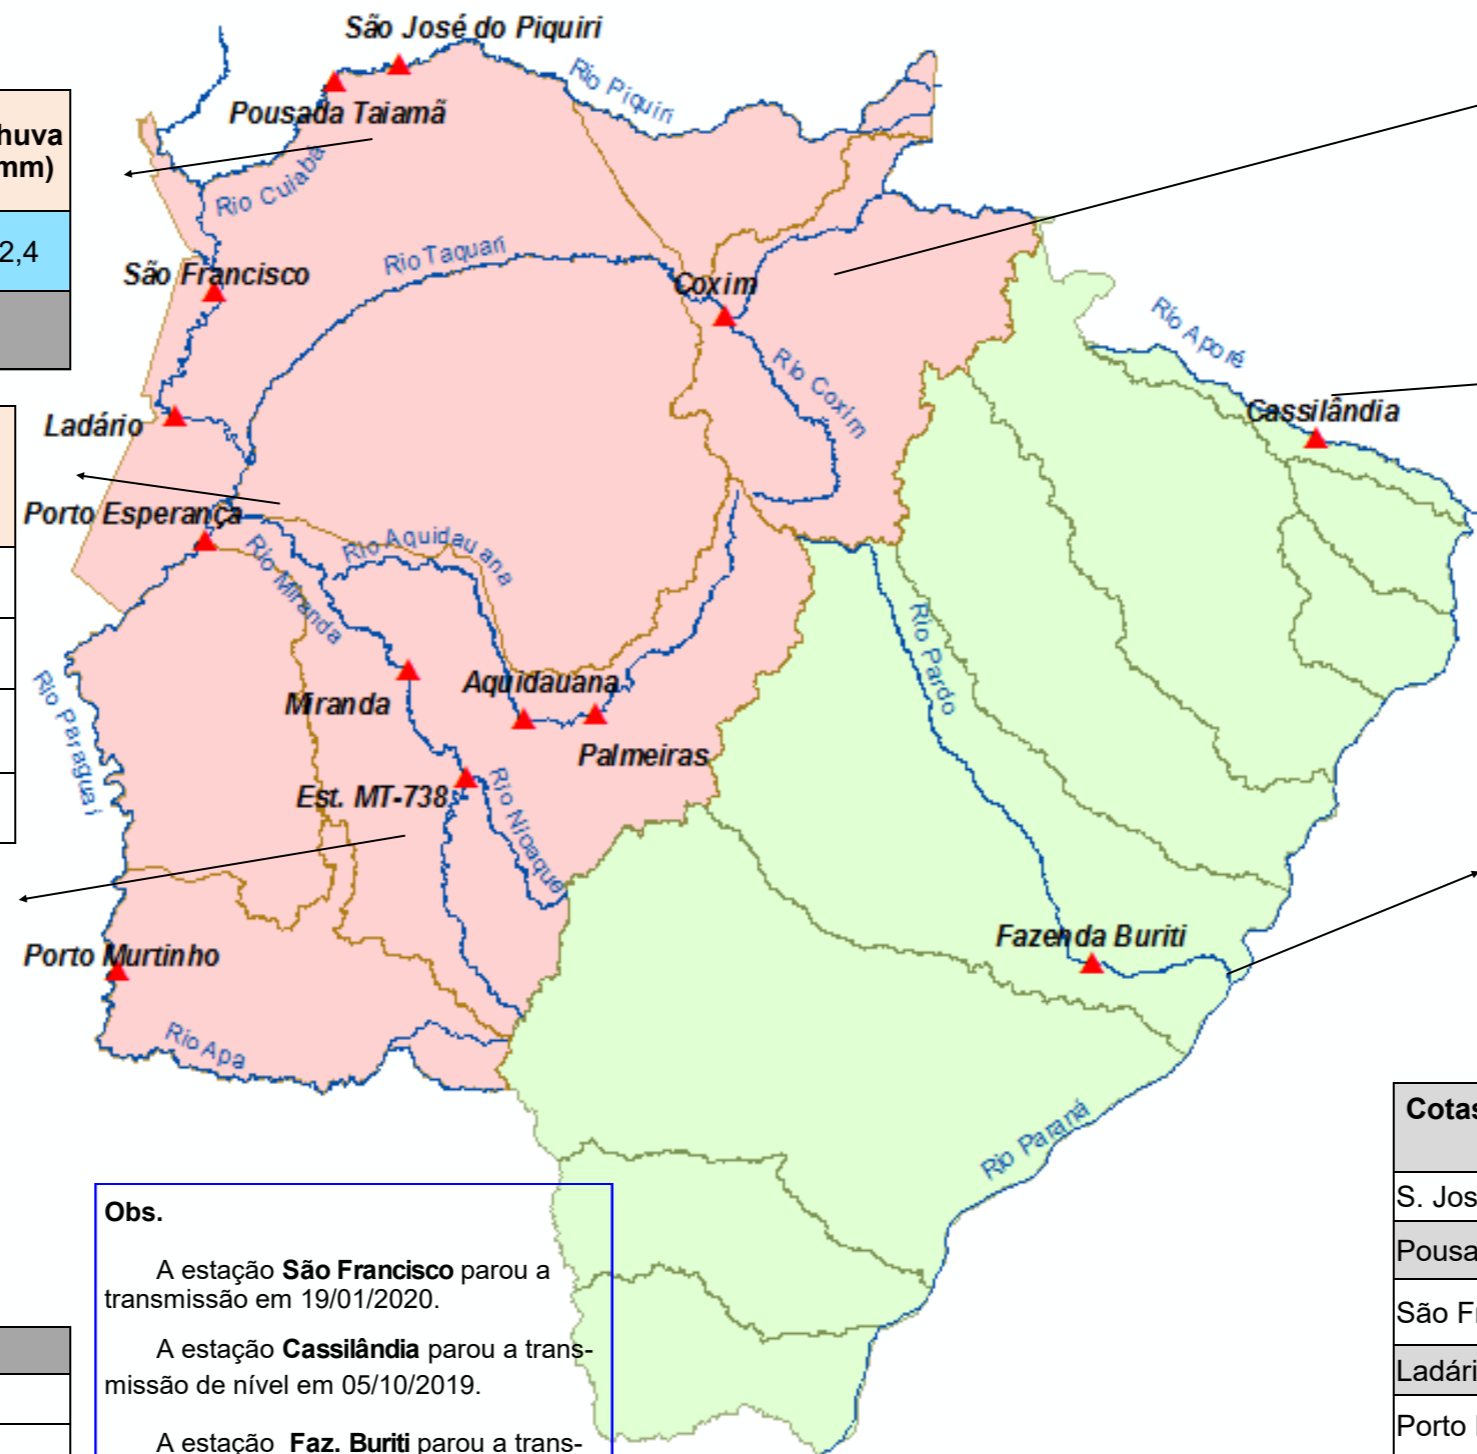 São José do Piquiri
Rio Piquiri
huva
mm)
Pousada Taiamã
Rio Cuiabá
2,4
Rio Taquari
São Francisco
Coxim
Rio Aporé
Rio Coxim
Cassilândia
Ladário
Porto Esperança
Rio Aquidauana
Rio Miranda
Rio Pardo
Rio Paraguai
Miranda
Aquidauana
Palmeiras
Est. MT-738
Rio Nioaque
Porto Murtinho
Fazenda Buriti
Rio Apa
Rio Paraná
Cotas
S. Jos
Pousa
São Fr
Ladári
Porto
Obs.
A estação São Francisco parou a
transmissão em 19/01/2020.
A estação Cassilândia parou a trans-
missão de nível em 05/10/2019.
A estação Faz. Buriti parou a trans-